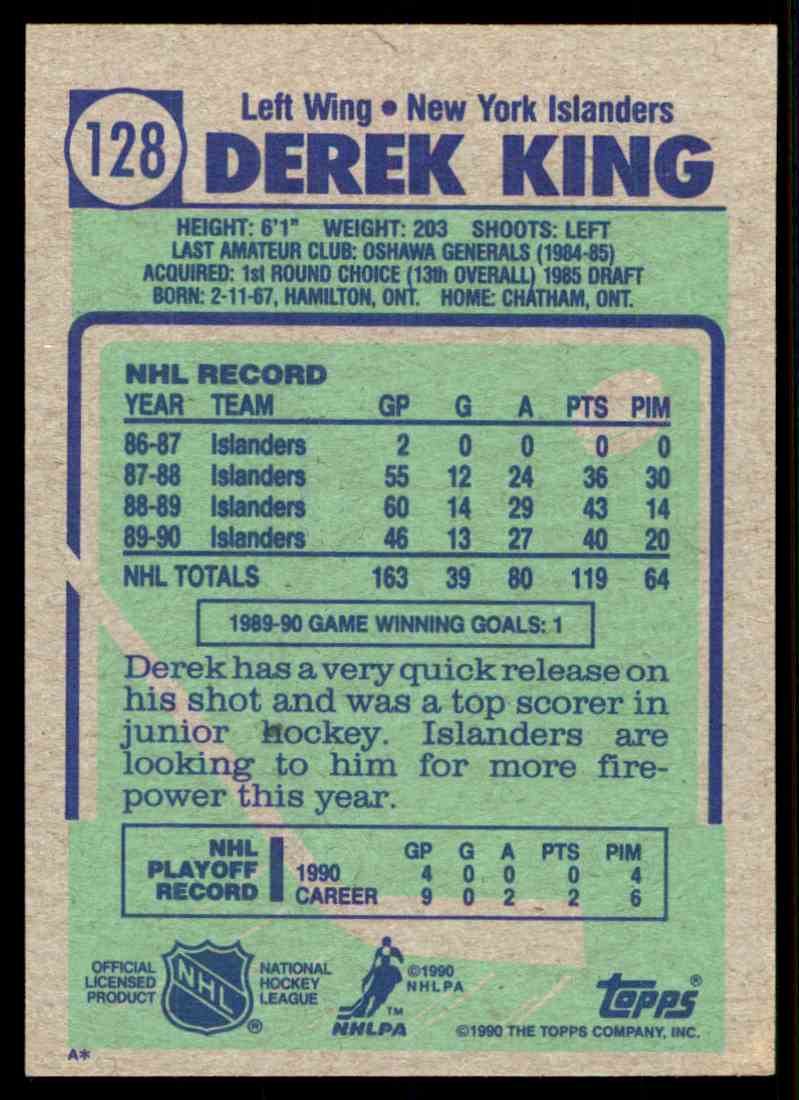 128
Left Wing • New York Islanders
DEREK KING
HEIGHT: 6'1" WEIGHT: 203 SHOOTS: LEFT
LAST AMATEUR CLUB: OSHAWA GENERALS (1984-85)
ACQUIRED: 1st ROUND CHOICE (13th OVERALL) 1985 DRAFT
BORN: 2-11-67, HAMILTON, ONT. HOME: CHATHAM, ONT.
NHL RECORD
YEAR TEAM GP G A PTS PIM
86-87 Islanders 2 0 0 0 0
87-88 Islanders 55 12 24 36 30
88-89 Islanders 60 14 29 43 14
89-90 Islanders 46 13 27 40 20
NHL TOTALS 163 39 80 119 64
1989-90 GAME WINNING GOALS: 1
Derek has a very quick release on
his shot and was a top scorer in
junior hockey. Islanders are
looking to him for more fire-
power this year.
NHL
PLAYOFF
RECORD
GP G A PTS PIM
1990 4 0 0 0 4
CAREER 9 0 2 2 6
OFFICIAL
LICENSED
PRODUCT
NHL
®
NATIONAL
HOCKEY
LEAGUE
©1990
NHLPA
TM
NHLPA
topps®
©1990 THE TOPPS COMPANY, INC.
A*